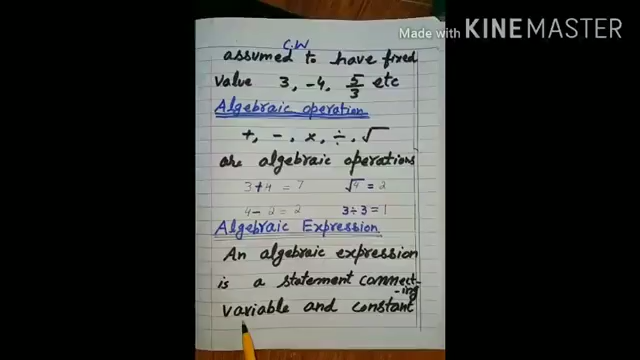 Made with KINEMASTER
C.W
assumed to have fixed
value 3, -4, 5/3 etc
Algebraic operation
+, -, ×, ÷, √
are algebraic operations
3+4 = 7 √4 = 2
4-2 = 2 3÷3 = 1
Algebraic Expression
An algebraic expression
is a statement connect-
-ing
variable and constant